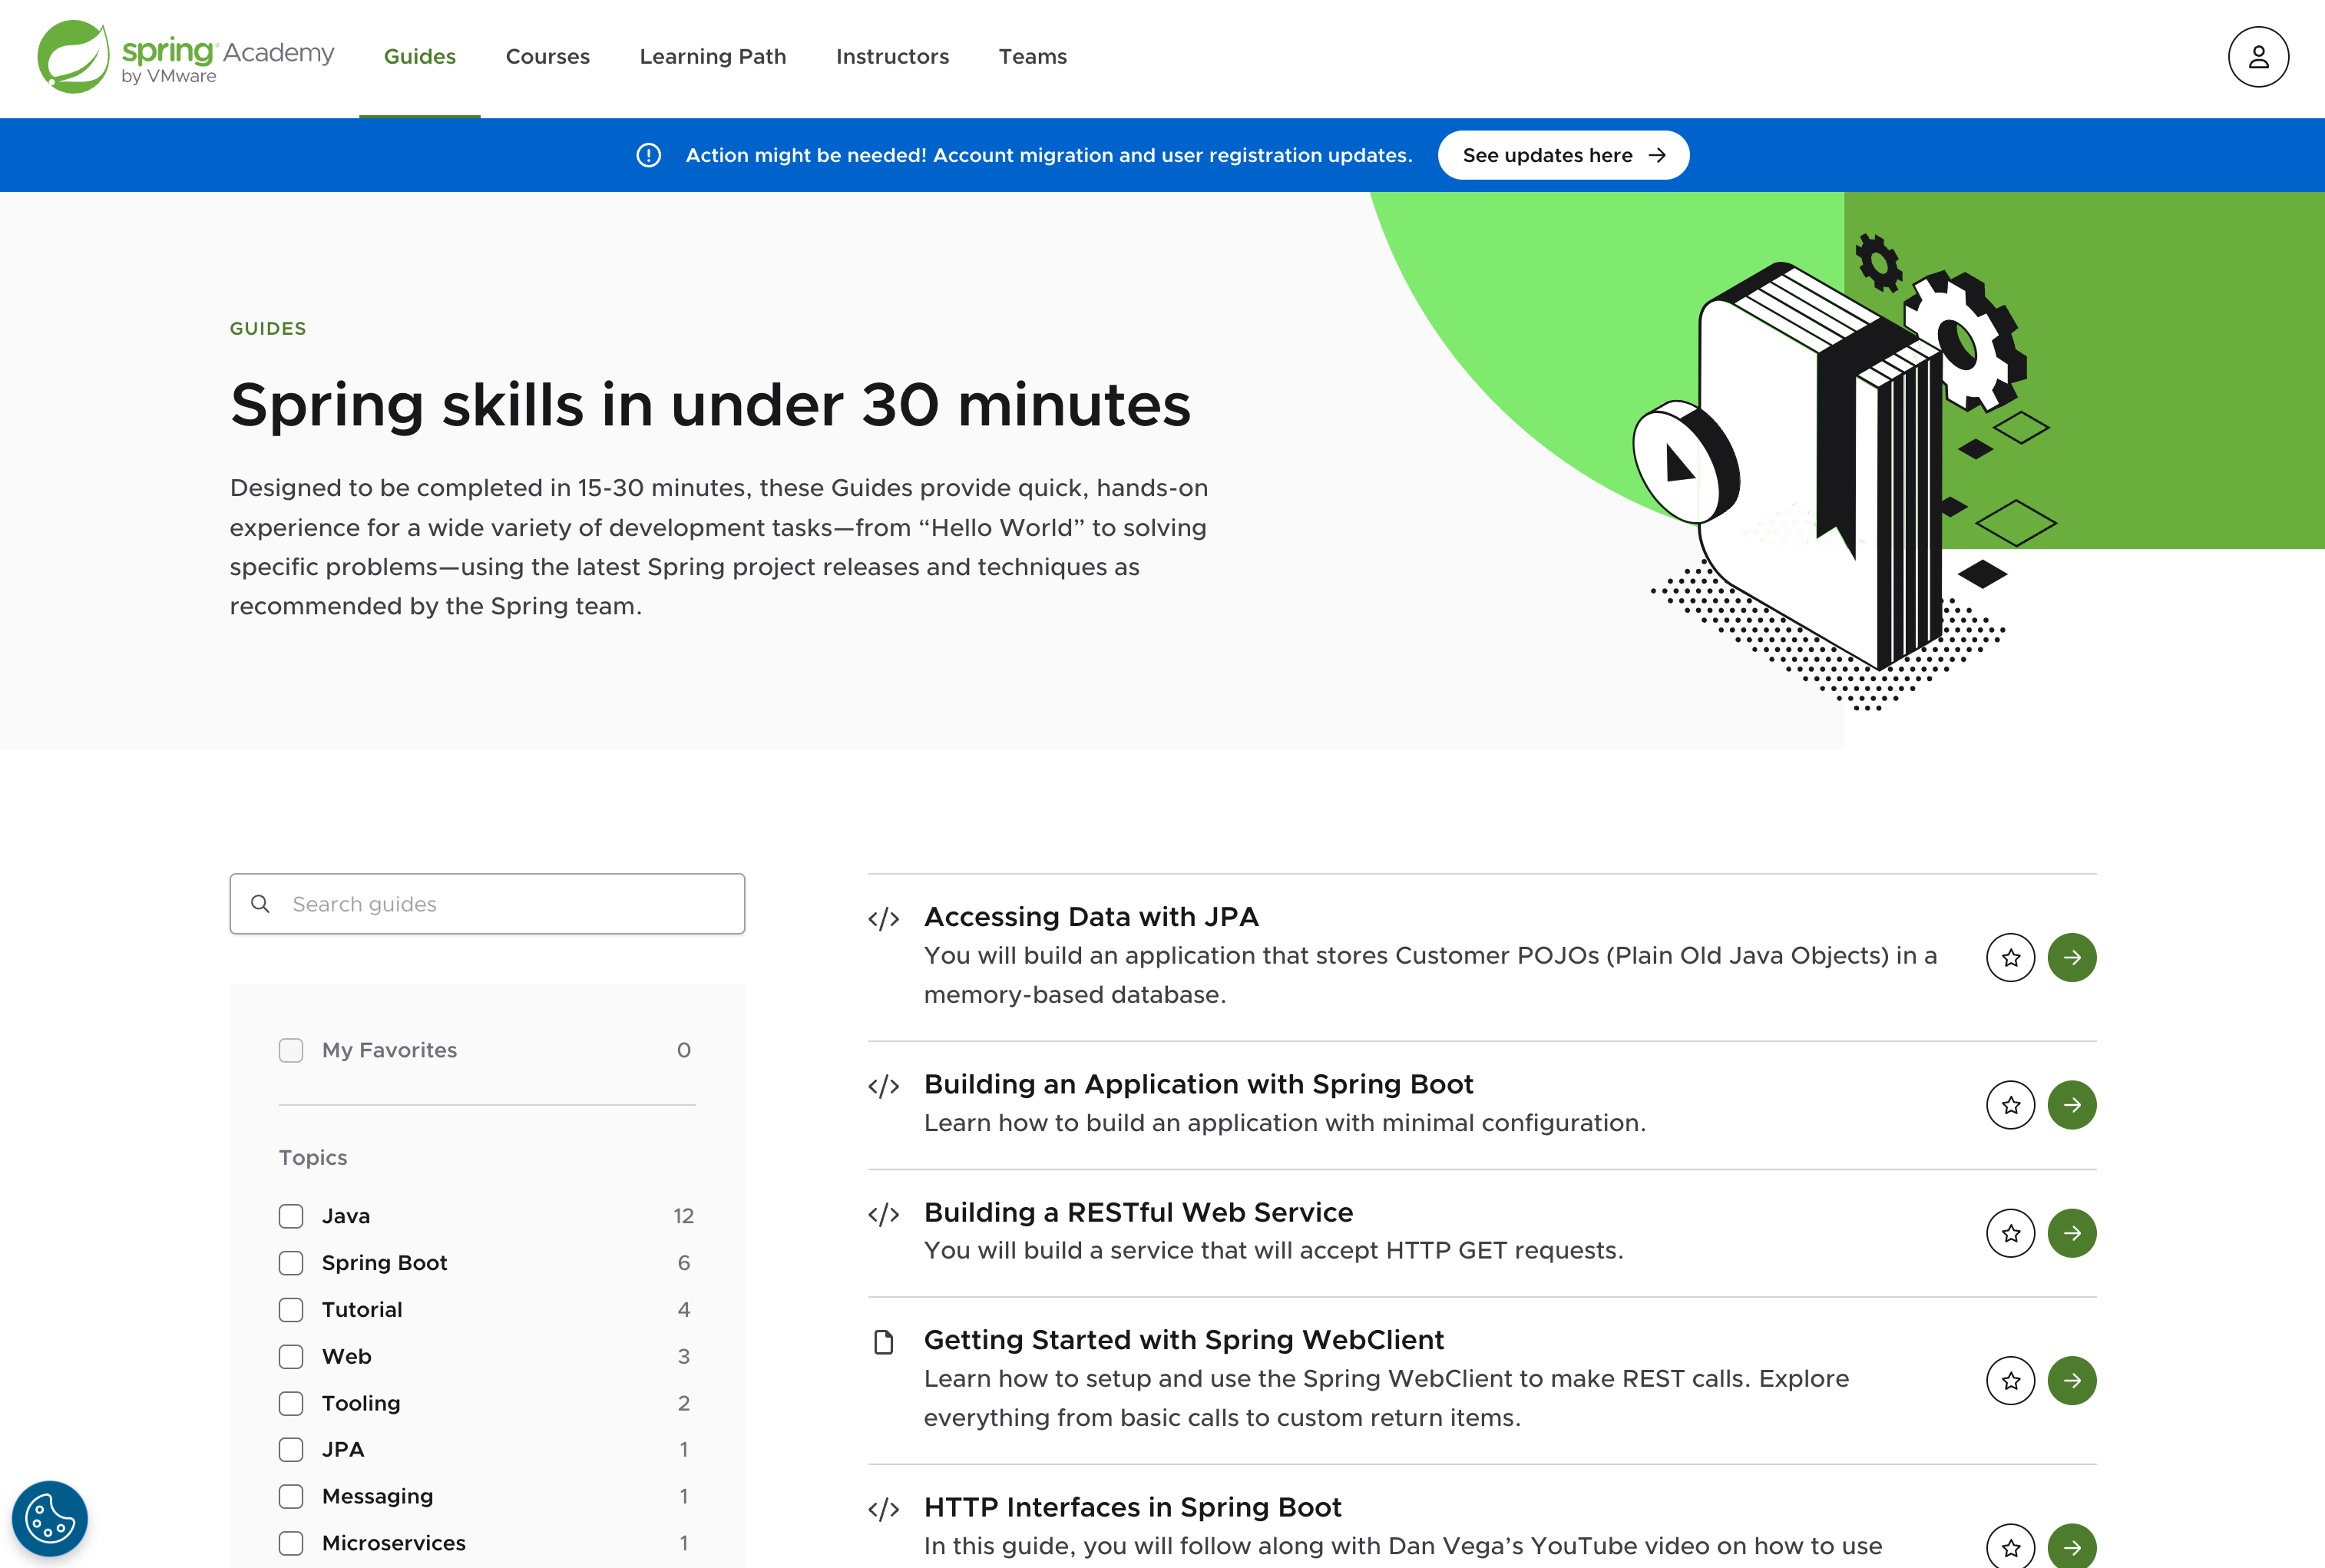 spring Academy
by VMware
Guides
Courses
Learning Path
Instructors
Teams
Action might be needed! Account migration and user registration updates.
See updates here
GUIDES
Spring skills in under 30 minutes
Designed to be completed in 15-30 minutes, these Guides provide quick, hands-on
experience for a wide variety of development tasks—from “Hello World” to solving
specific problems—using the latest Spring project releases and techniques as
recommended by the Spring team.
Search guides
My Favorites 0
Topics
Java 12
Spring Boot 6
Tutorial 4
Web 3
Tooling 2
JPA 1
Messaging 1
Microservices 1
Accessing Data with JPA
You will build an application that stores Customer POJOs (Plain Old Java Objects) in a
memory-based database.
Building an Application with Spring Boot
Learn how to build an application with minimal configuration.
Building a RESTful Web Service
You will build a service that will accept HTTP GET requests.
Getting Started with Spring WebClient
Learn how to setup and use the Spring WebClient to make REST calls. Explore
everything from basic calls to custom return items.
HTTP Interfaces in Spring Boot
In this guide, you will follow along with Dan Vega’s YouTube video on how to use